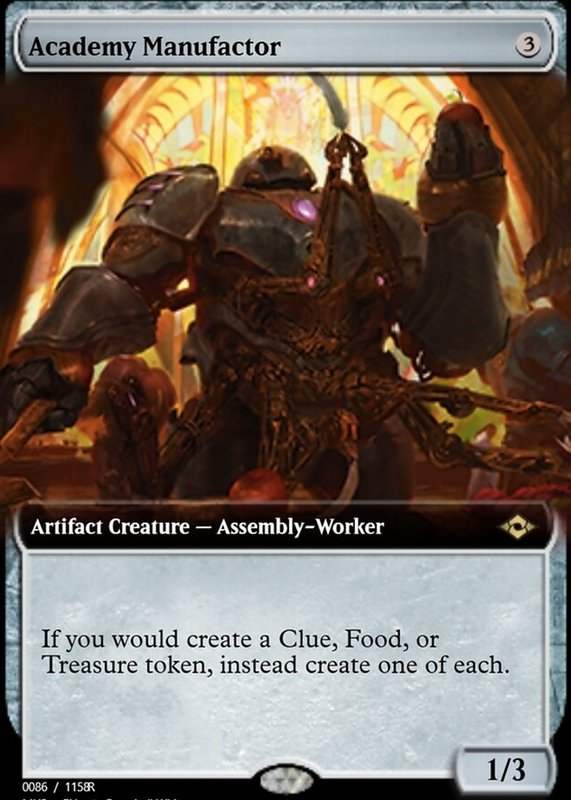 Academy Manufactor 3
Artifact Creature — Assembly-Worker
If you would create a Clue, Food, or
Treasure token, instead create one of each.
1/3
0086 / 1158R